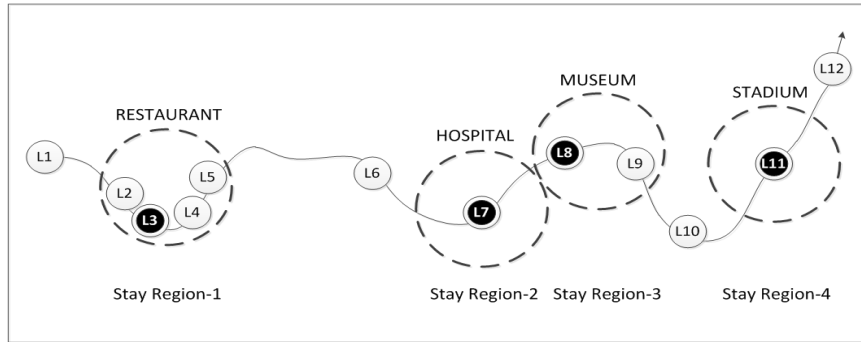 L12
MUSEUM
STADIUM
RESTAURANT
HOSPITAL
L1
L2
L3
L4
L5
L6
L7
L8
L9
L10
L11
Stay Region-1
Stay Region-2
Stay Region-3
Stay Region-4